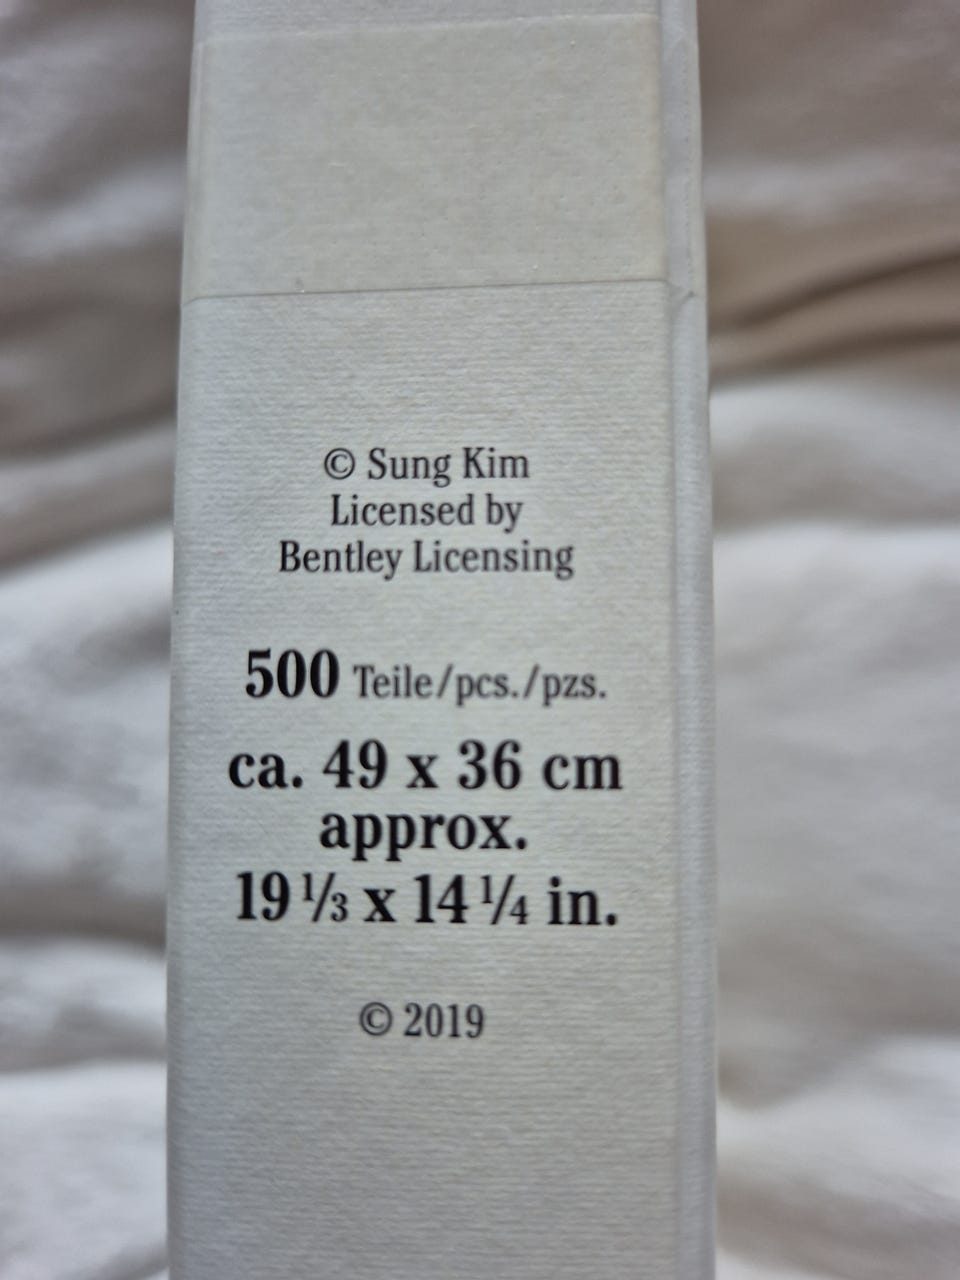 © Sung Kim
Licensed by
Bentley Licensing
500 Teile/pcs./pzs.
ca. 49 x 36 cm
approx.
19 1/3 x 14 1/4 in.
© 2019